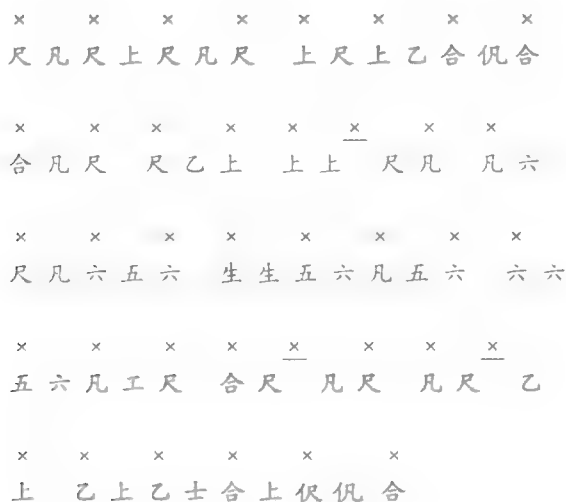 × × × × × × × ×
尺凡尺上尺凡尺 上尺上乙合仉合
× × × × × × × ×
合凡尺 尺乙上 上上 尺凡 凡六
× × × × × × × ×
尺凡六五六 生生五六凡五六 六六
× × × × × × × ×
五六凡工尺 合尺 凡尺 凡尺 乙
× × × × × ×
上 乙上乙士合上伬仉合